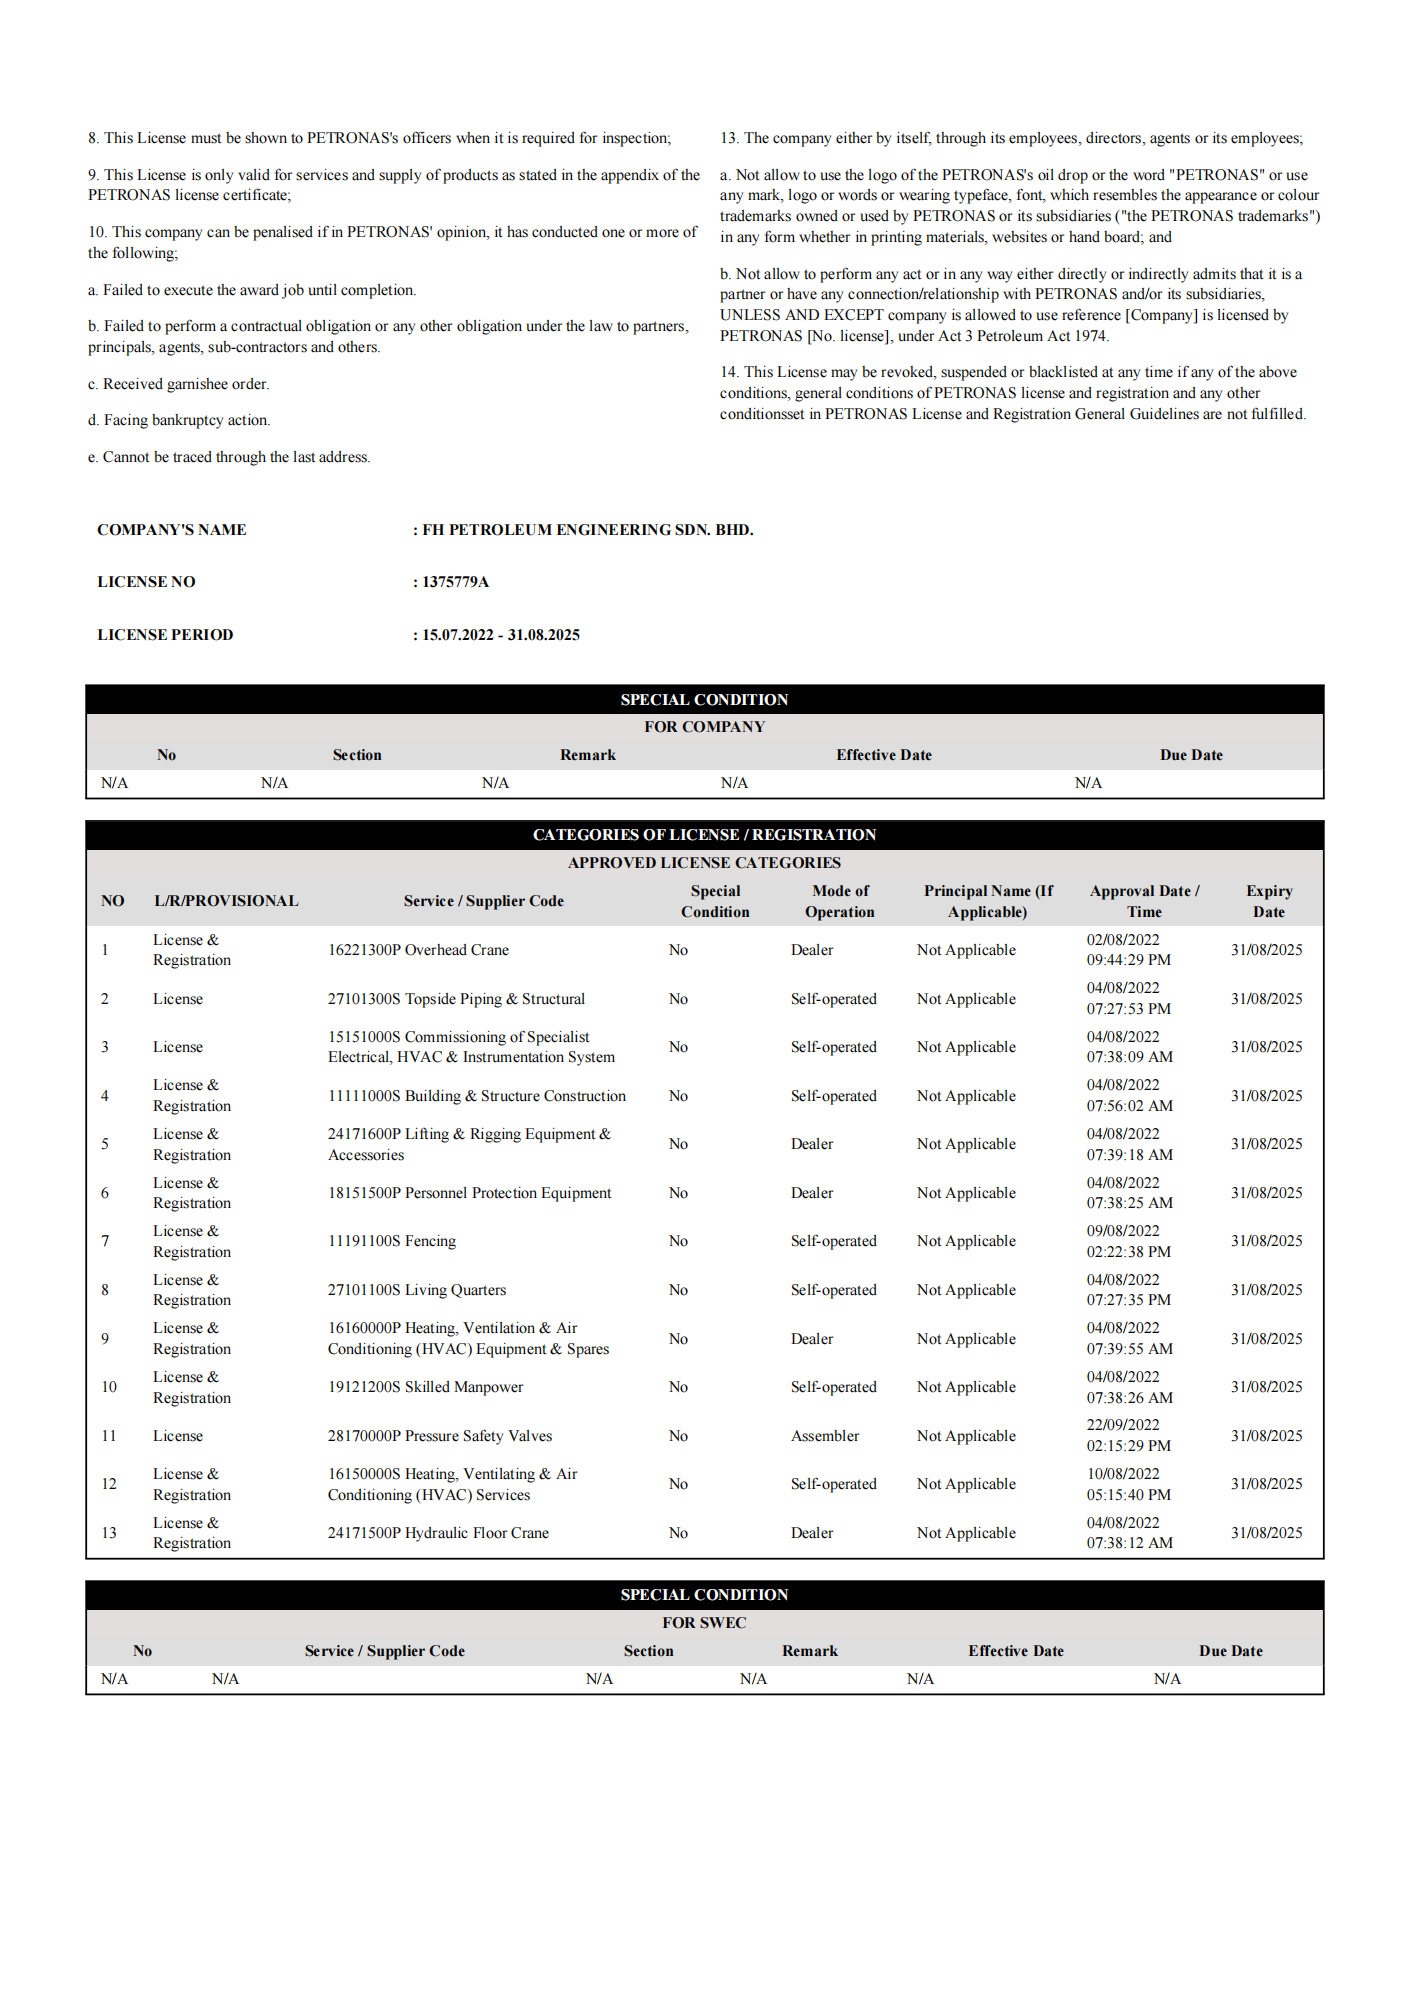 8. This License must be shown to PETRONAS's officers when it is required for inspection;
9. This License is only valid for services and supply of products as stated in the appendix of the
PETRONAS license certificate;
10. This company can be penalised if in PETRONAS' opinion, it has conducted one or more of
the following;
a. Failed to execute the award job until completion.
b. Failed to perform a contractual obligation or any other obligation under the law to partners,
principals, agents, sub-contractors and others.
c. Received garnishee order.
d. Facing bankruptcy action.
e. Cannot be traced through the last address.
13. The company either by itself, through its employees, directors, agents or its employees;
a. Not allow to use the logo of the PETRONAS's oil drop or the word "PETRONAS" or use
any mark, logo or words or wearing typeface, font, which resembles the appearance or colour
trademarks owned or used by PETRONAS or its subsidiaries ("the PETRONAS trademarks")
in any form whether in printing materials, websites or hand board; and
b. Not allow to perform any act or in any way either directly or indirectly admits that it is a
partner or have any connection/relationship with PETRONAS and/or its subsidiaries,
UNLESS AND EXCEPT company is allowed to use reference [Company] is licensed by
PETRONAS [No. license], under Act 3 Petroleum Act 1974.
14. This License may be revoked, suspended or blacklisted at any time if any of the above
conditions, general conditions of PETRONAS license and registration and any other
conditionsset in PETRONAS License and Registration General Guidelines are not fulfilled.
COMPANY'S NAME : FH PETROLEUM ENGINEERING SDN. BHD.
LICENSE NO : 1375779A
LICENSE PERIOD : 15.07.2022 - 31.08.2025
SPECIAL CONDITION
FOR COMPANY
No Section Remark Effective Date Due Date
N/A N/A N/A N/A N/A
CATEGORIES OF LICENSE / REGISTRATION
APPROVED LICENSE CATEGORIES
NO L/R/PROVISIONAL Service / Supplier Code Special Condition Mode of Operation Principal Name (If Applicable) Approval Date / Time Expiry Date
1 License & Registration 16221300P Overhead Crane No Dealer Not Applicable 02/08/2022 09:44:29 PM 31/08/2025
2 License 27101300S Topside Piping & Structural No Self-operated Not Applicable 04/08/2022 07:27:53 PM 31/08/2025
3 License 15151000S Commissioning of Specialist Electrical, HVAC & Instrumentation System No Self-operated Not Applicable 04/08/2022 07:38:09 AM 31/08/2025
4 License & Registration 11111000S Building & Structure Construction No Self-operated Not Applicable 04/08/2022 07:56:02 AM 31/08/2025
5 License & Registration 24171600P Lifting & Rigging Equipment & Accessories No Dealer Not Applicable 04/08/2022 07:39:18 AM 31/08/2025
6 License & Registration 18151500P Personnel Protection Equipment No Dealer Not Applicable 04/08/2022 07:38:25 AM 31/08/2025
7 License & Registration 11191100S Fencing No Self-operated Not Applicable 09/08/2022 02:22:38 PM 31/08/2025
8 License & Registration 27101100S Living Quarters No Self-operated Not Applicable 04/08/2022 07:27:35 PM 31/08/2025
9 License & Registration 16160000P Heating, Ventilation & Air Conditioning (HVAC) Equipment & Spares No Dealer Not Applicable 04/08/2022 07:39:55 AM 31/08/2025
10 License & Registration 19121200S Skilled Manpower No Self-operated Not Applicable 04/08/2022 07:38:26 AM 31/08/2025
11 License 28170000P Pressure Safety Valves No Assembler Not Applicable 22/09/2022 02:15:29 PM 31/08/2025
12 License & Registration 16150000S Heating, Ventilating & Air Conditioning (HVAC) Services No Self-operated Not Applicable 10/08/2022 05:15:40 PM 31/08/2025
13 License & Registration 24171500P Hydraulic Floor Crane No Dealer Not Applicable 04/08/2022 07:38:12 AM 31/08/2025
SPECIAL CONDITION
FOR SWEC
No Service / Supplier Code Section Remark Effective Date Due Date
N/A N/A N/A N/A N/A N/A